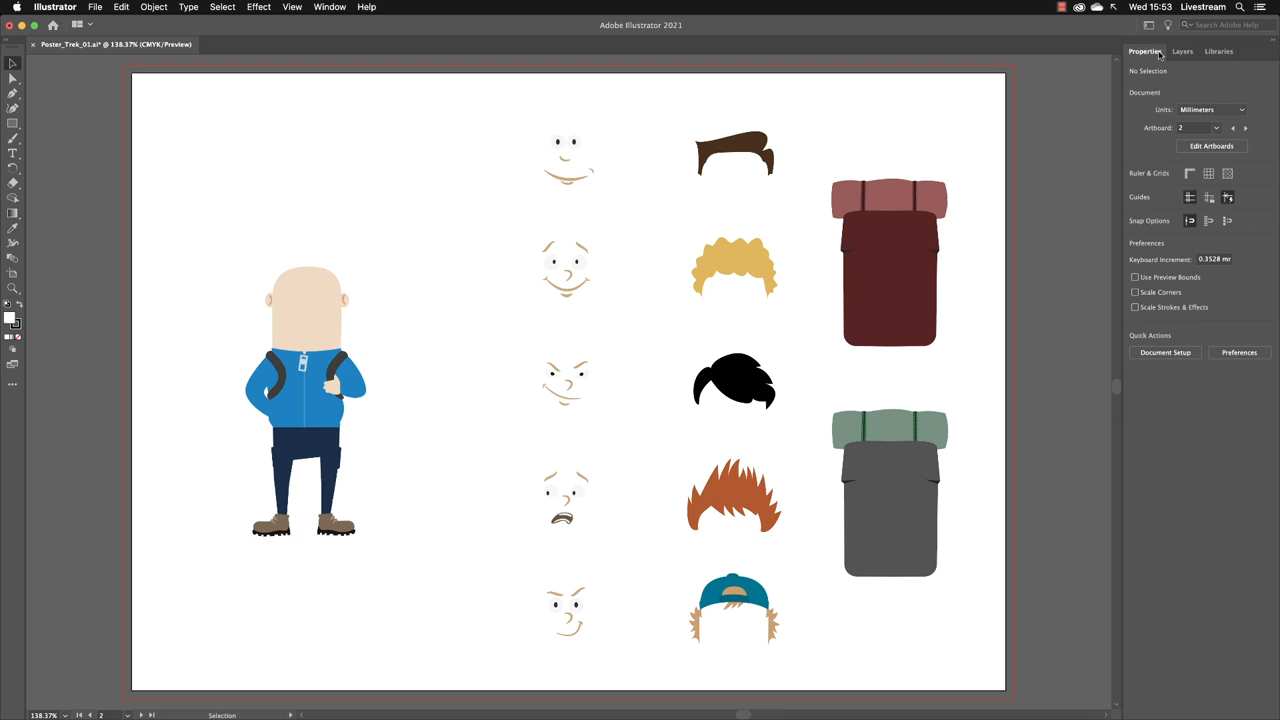 Illustrator File Edit Object Type Select Effect View Window Help Wed 15:53 Livestream
Adobe Illustrator 2021 Search Adobe Help
Poster_Trek_01.ai* @ 138.37% (CMYK/Preview)
Properties Layers Libraries
No Selection
Document
Units: Millimeters
Artboard: 2
Edit Artboards
Ruler & Grids
Guides
Snap Options
Preferences
Keyboard Increment: 0.3528 mr
Use Preview Bounds
Scale Corners
Scale Strokes & Effects
Quick Actions
Document Setup Preferences
138.37% 2 Selection